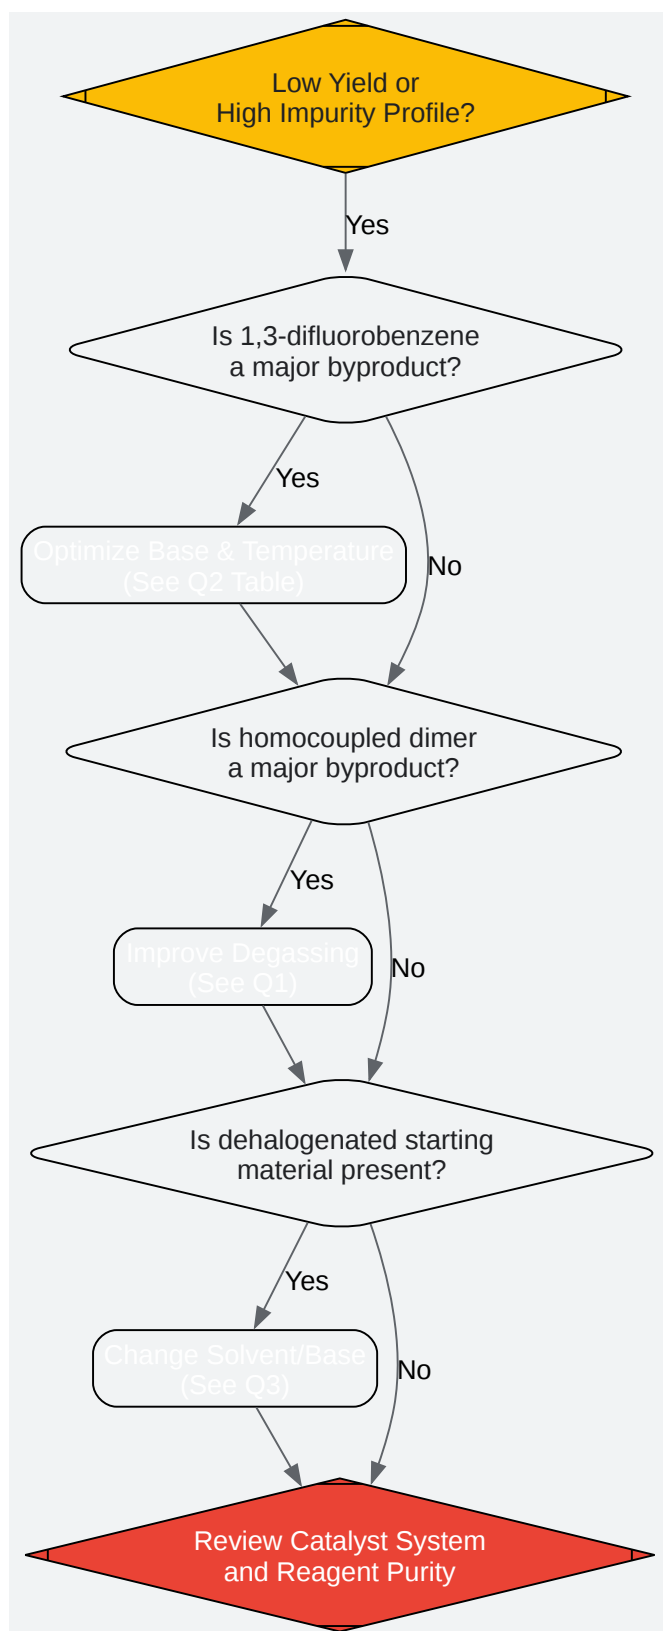 Low Yield or
High Impurity Profile?
Yes
Is 1,3-difluorobenzene
a major byproduct?
Yes
Optimize Base & Temperature
(See Q2 Table)
No
Is homocoupled dimer
a major byproduct?
Yes
Improve Degassing
(See Q1)
No
Is dehalogenated starting
material present?
Yes
Change Solvent/Base
(See Q3)
No
Review Catalyst System
and Reagent Purity